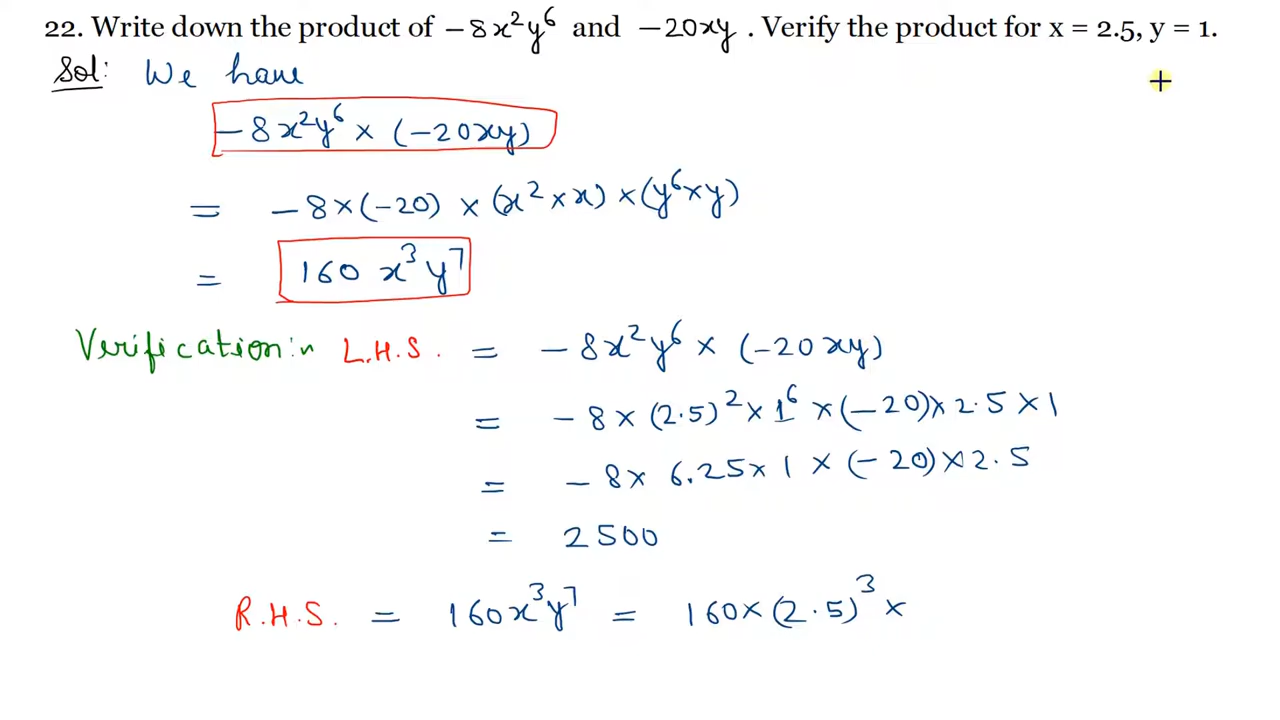 22. Write down the product of -8x²y⁶ and -20xy. Verify the product for x = 2.5, y = 1.
Sol: We have
-8x²y⁶ × (-20xy)
= -8×(-20) × (x²×x) × (y⁶×y)
= 160 x³y⁷
Verification:~ L.H.S. = -8x²y⁶ × (-20xy)
= -8 × (2.5)² × 1⁶ × (-20) × 2.5 × 1
= -8 × 6.25 × 1 × (-20) × 2.5
= 2500
R.H.S. = 160x³y⁷ = 160 × (2.5)³ ×